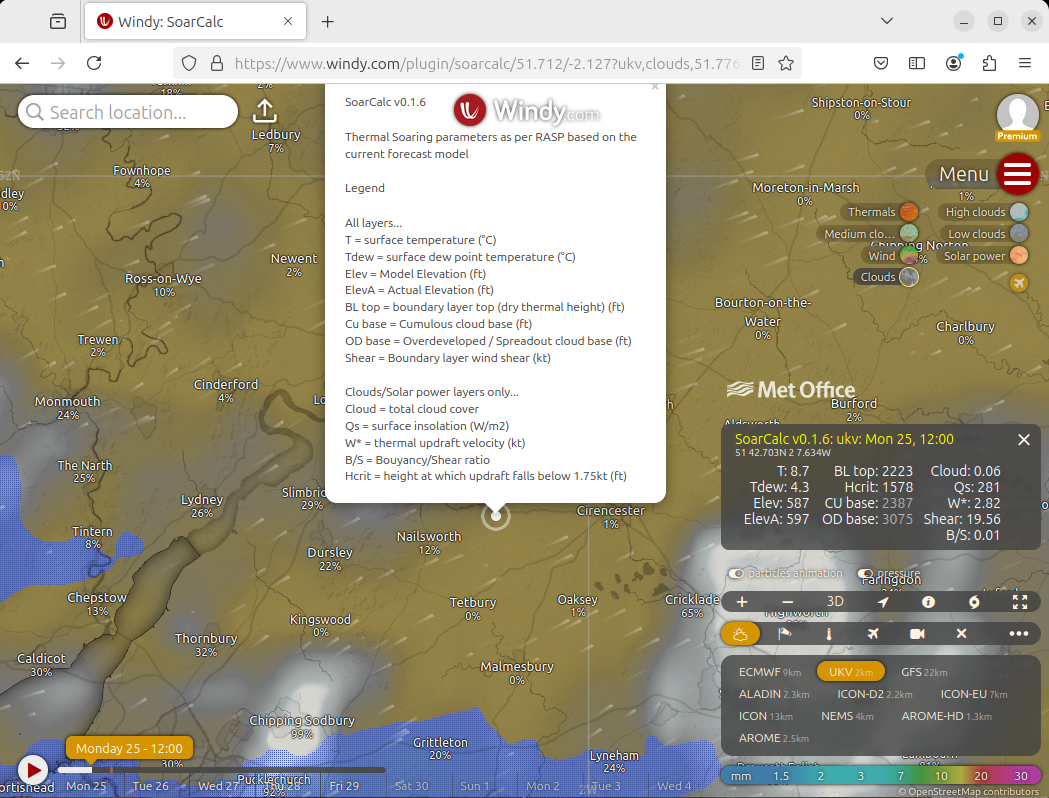 Windy: SoarCalc
https://www.windy.com/plugin/soarcalc/51.712/-2.127?ukv,clouds,51.776
Search location...
SoarCalc v0.1.6
Windy.com
Thermal Soaring parameters as per RASP based on the
current forecast model
Legend
All layers...
T = surface temperature (°C)
Tdew = surface dew point temperature (°C)
Elev = Model Elevation (ft)
ElevA = Actual Elevation (ft)
BL top = boundary layer top (dry thermal height) (ft)
Cu base = Cumulous cloud base (ft)
OD base = Overdeveloped / Spreadout cloud base (ft)
Shear = Boundary layer wind shear (kt)
Clouds/Solar power layers only...
Cloud = total cloud cover
Qs = surface insolation (W/m2)
W* = thermal updraft velocity (kt)
B/S = Bouyancy/Shear ratio
Hcrit = height at which updraft falls below 1.75kt (ft)
18%
2%
Ledbury
7%
Fownhope
4%
52N
dley
0%
Newent
2%
Ross-on-Wye
10%
Trewen
2%
Cinderford
4%
Monmouth
24%
The Narth
25%
Lydney
26%
Slimbri
29%
Tintern
8%
Dursley
22%
Nailsworth
12%
Cirencester
1%
Chepstow
13%
Tetbury
0%
Oaksey
1%
Cricklade
65%
Kingswood
0%
Thornbury
32%
Caldicot
30%
Malmesbury
0%
Chipping Sodbury
99%
Grittleton
20%
Lyneham
24%
Pucklechurch
92%
30%
ortishead
2W
Shipston-on-Stour
0%
Premium
Menu
Moreton-in-Marsh
0%
1%
Thermals
High clouds
Medium clo...
Low clouds
Chipping Norton
Wind
Solar power
Clouds
Bourton-on-the-
Water
0%
Charlbury
0%
Met Office
Burford
2%
Aldsworth
SoarCalc v0.1.6: ukv: Mon 25, 12:00
51 42.703N 2 7.634W
T: 8.7 BL top: 2223 Cloud: 0.06
Tdew: 4.3 Hcrit: 1578 Qs: 281
Elev: 587 CU base: 2387 W*: 2.82
ElevA: 597 OD base: 3075 Shear: 19.56
B/S: 0.01
particles animation
pressure
Faringdon
Highworth
+ − 3D
ECMWF 9km UKV 2km GFS 22km
ALADIN 2.3km ICON-D2 2.2km ICON-EU 7km
ICON 13km NEMS 4km AROME-HD 1.3km
AROME 2.5km
mm 1.5 2 3 7 10 20 30
Monday 25 - 12:00
Mon 25 Tue 26 Wed 27 Thu 28 Fri 29 Sat 30 Sun 1 Mon 2 Tue 3 Wed 4
© OpenStreetMap contributors